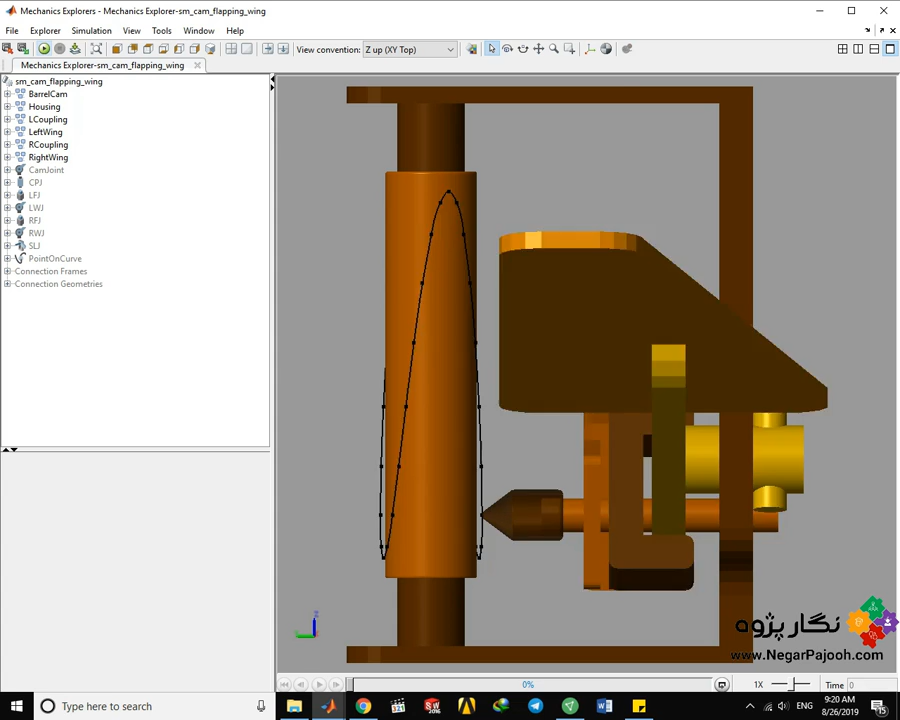 Mechanics Explorers - Mechanics Explorer-sm_cam_flapping_wing
File Explorer Simulation View Tools Window Help
View convention: Z up (XY Top)
Mechanics Explorer-sm_cam_flapping_wing
sm_cam_flapping_wing
BarrelCam
Housing
LCoupling
LeftWing
RCoupling
RightWing
CamJoint
CPJ
LFJ
LWJ
RFJ
RWJ
SLJ
PointOnCurve
Connection Frames
Connection Geometries
نگار پژوه
www.NegarPajooh.com
0%
1X
Time 0
Type here to search
ENG
9:20 AM
8/26/2019
15